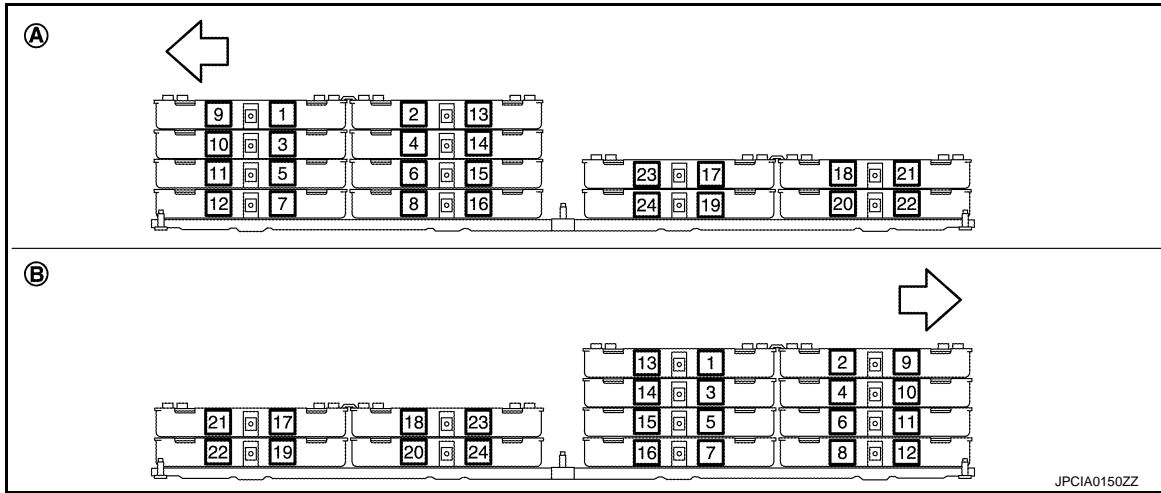 A
9 1 2 13
10 3 4 14
11 5 6 15 23 17 18 21
12 7 8 16 24 19 20 22
B
13 1 2 9
14 3 4 10
21 17 18 23 15 5 6 11
22 19 20 24 16 7 8 12
JPCIA0150ZZ